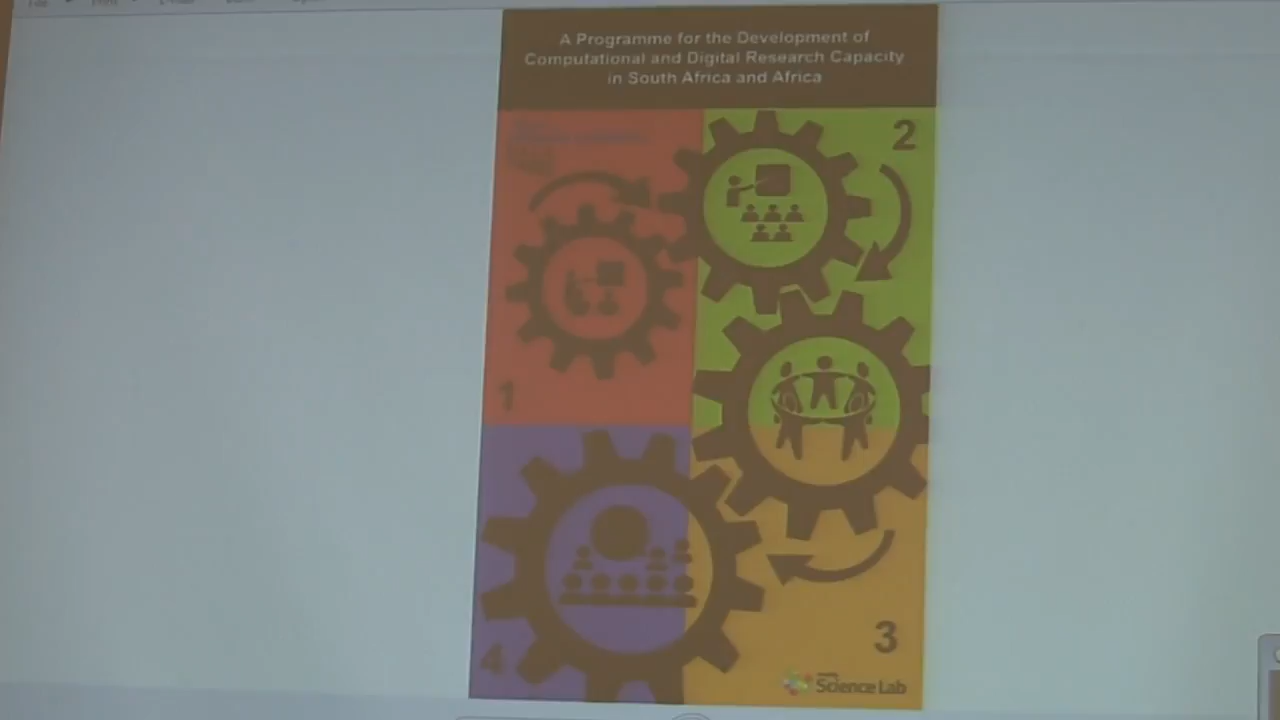 A Programme for the Development of
Computational and Digital Research Capacity
in South Africa and Africa
2
1
3
4
Science Lab